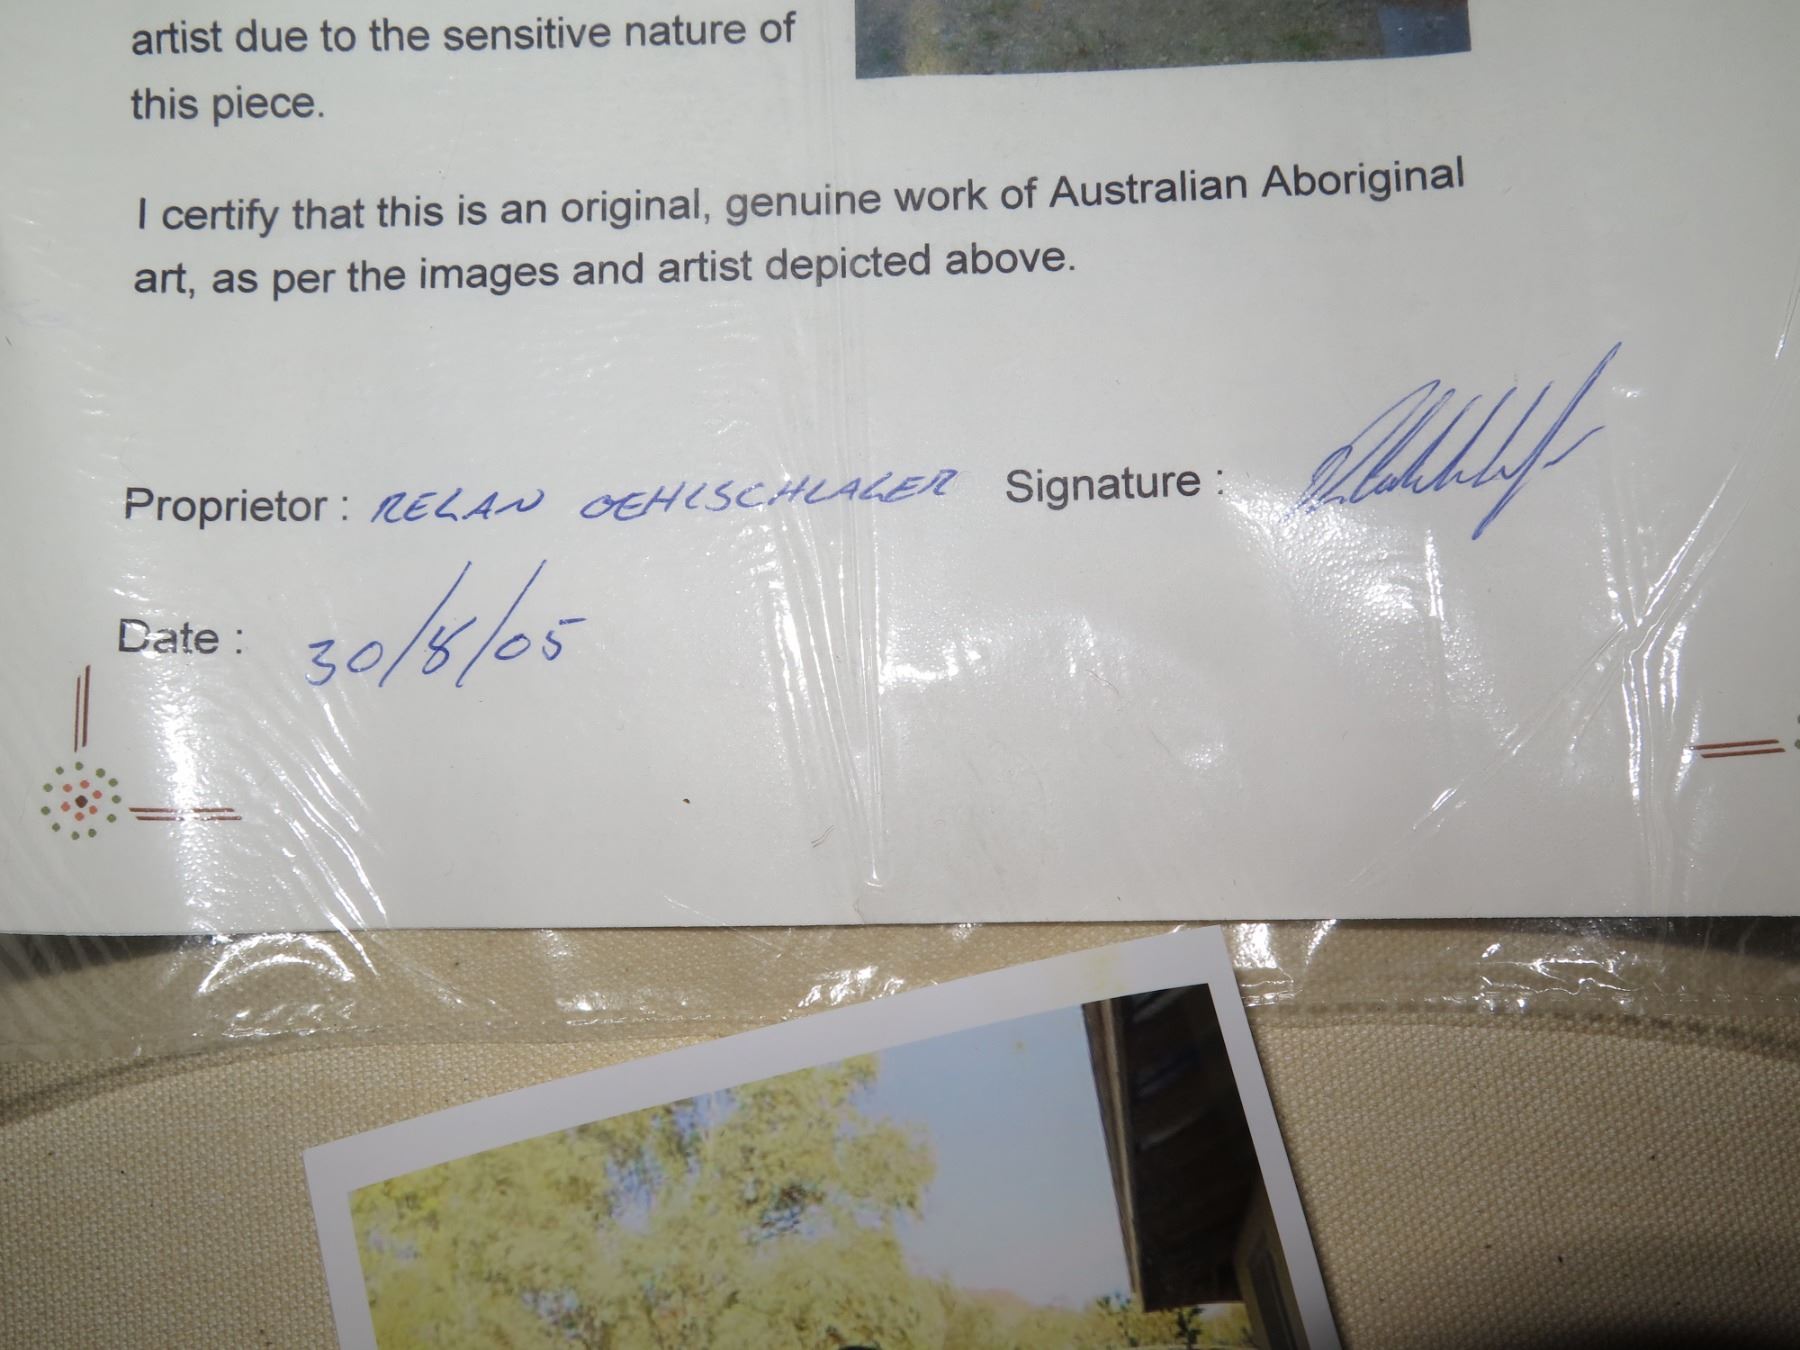 artist due to the sensitive nature of
this piece.
I certify that this is an original, genuine work of Australian Aboriginal
art, as per the images and artist depicted above.
Proprietor : RELAN OEHLSCHLAGER Signature :
Date : 30/8/05